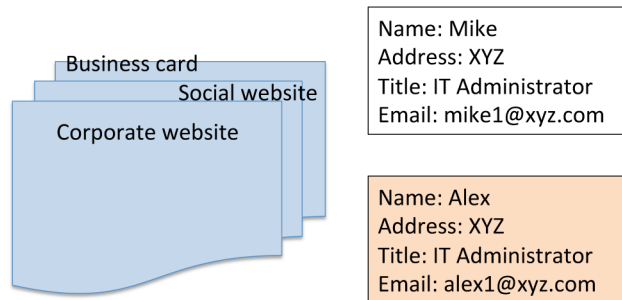 Business card
Social website
Corporate website
Name: Mike
Address: XYZ
Title: IT Administrator
Email: mike1@xyz.com
Name: Alex
Address: XYZ
Title: IT Administrator
Email: alex1@xyz.com